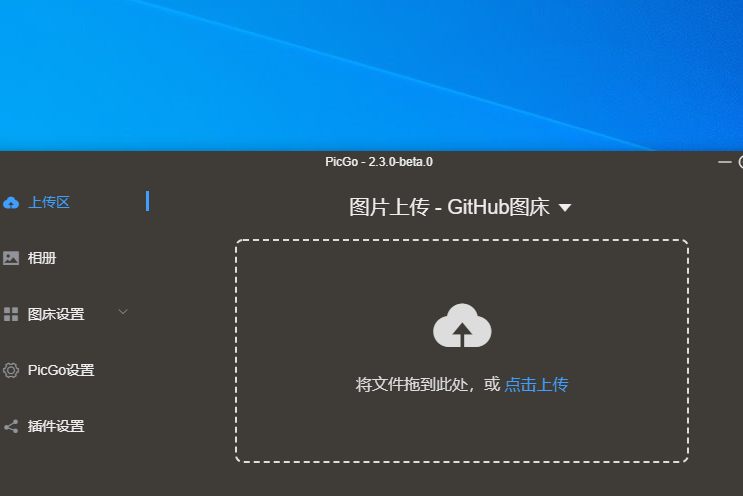 PicGo - 2.3.0-beta.0
上传区
图片上传 - GitHub图床
相册
图床设置
PicGo设置
插件设置
将文件拖到此处，或 点击上传